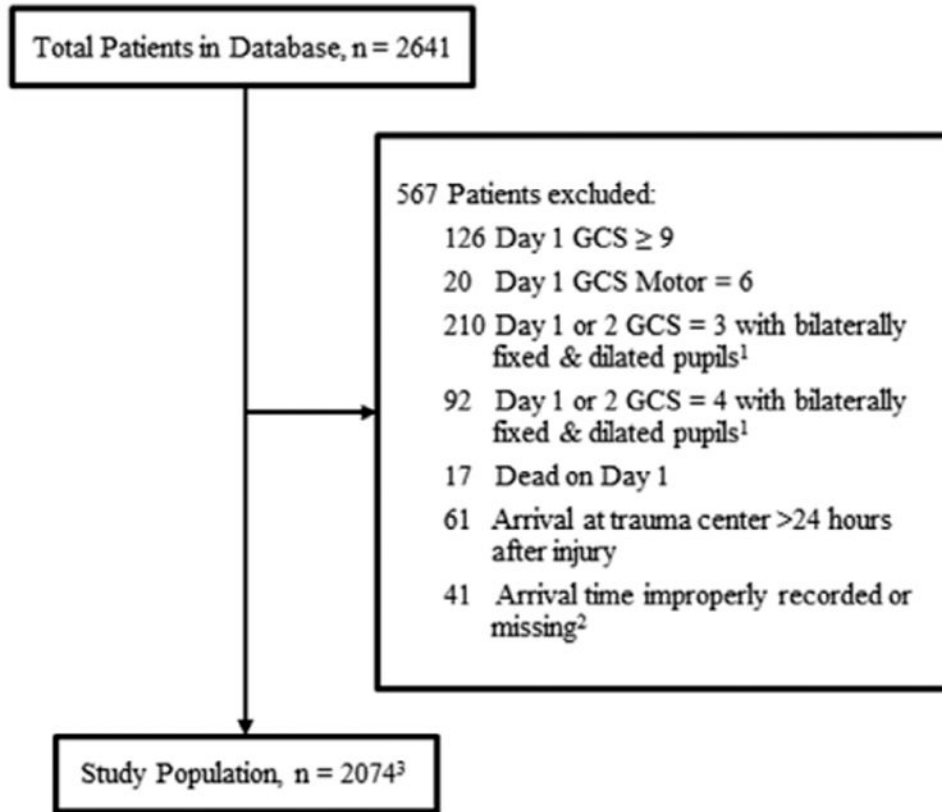 Total Patients in Database, n = 2641
567 Patients excluded:
126 Day 1 GCS ≥ 9
20 Day 1 GCS Motor = 6
210 Day 1 or 2 GCS = 3 with bilaterally
fixed & dilated pupils¹
92 Day 1 or 2 GCS = 4 with bilaterally
fixed & dilated pupils¹
17 Dead on Day 1
61 Arrival at trauma center >24 hours
after injury
41 Arrival time improperly recorded or
missing²
Study Population, n = 2074³